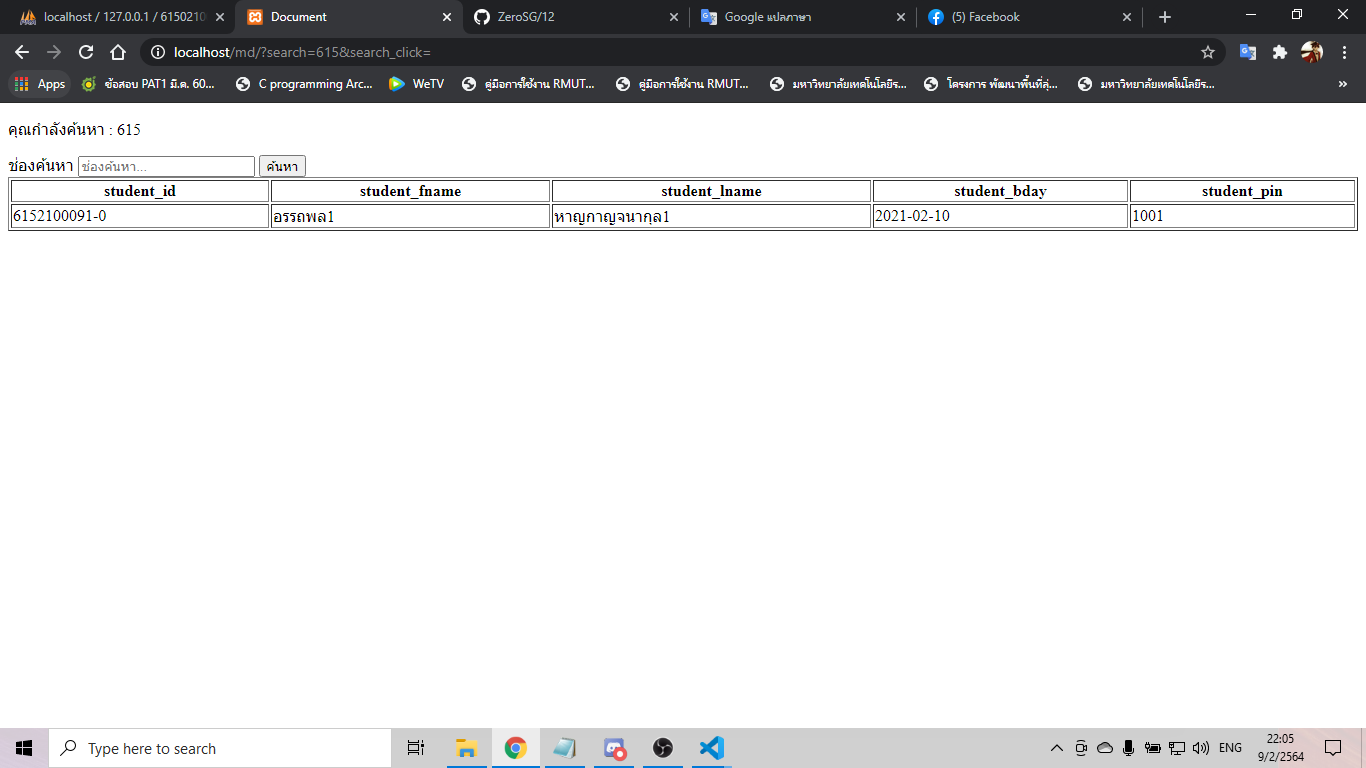 localhost / 127.0.0.1 / 6150210
Document
ZeroSG/12
Google แปลภาษา
(5) Facebook
localhost/md/?search=615&search_click=
Apps
ข้อสอบ PAT1 มี.ค. 60...
C programming Arc...
WeTV
คู่มือการใช้งาน RMUT...
คู่มือการใช้งาน RMUT...
มหาวิทยาลัยเทคโนโลยีร...
โครงการ พัฒนาพื้นที่สุ่...
มหาวิทยาลัยเทคโนโลยีร...
»
คุณกำลังค้นหา : 615
ช่องค้นหา ช่องค้นหา... ค้นหา
student_id student_fname student_lname student_bday student_pin
6152100091-0 อรรถพล1 หาญกาญจนากุล1 2021-02-10 1001
Type here to search
ENG
22:05
9/2/2564